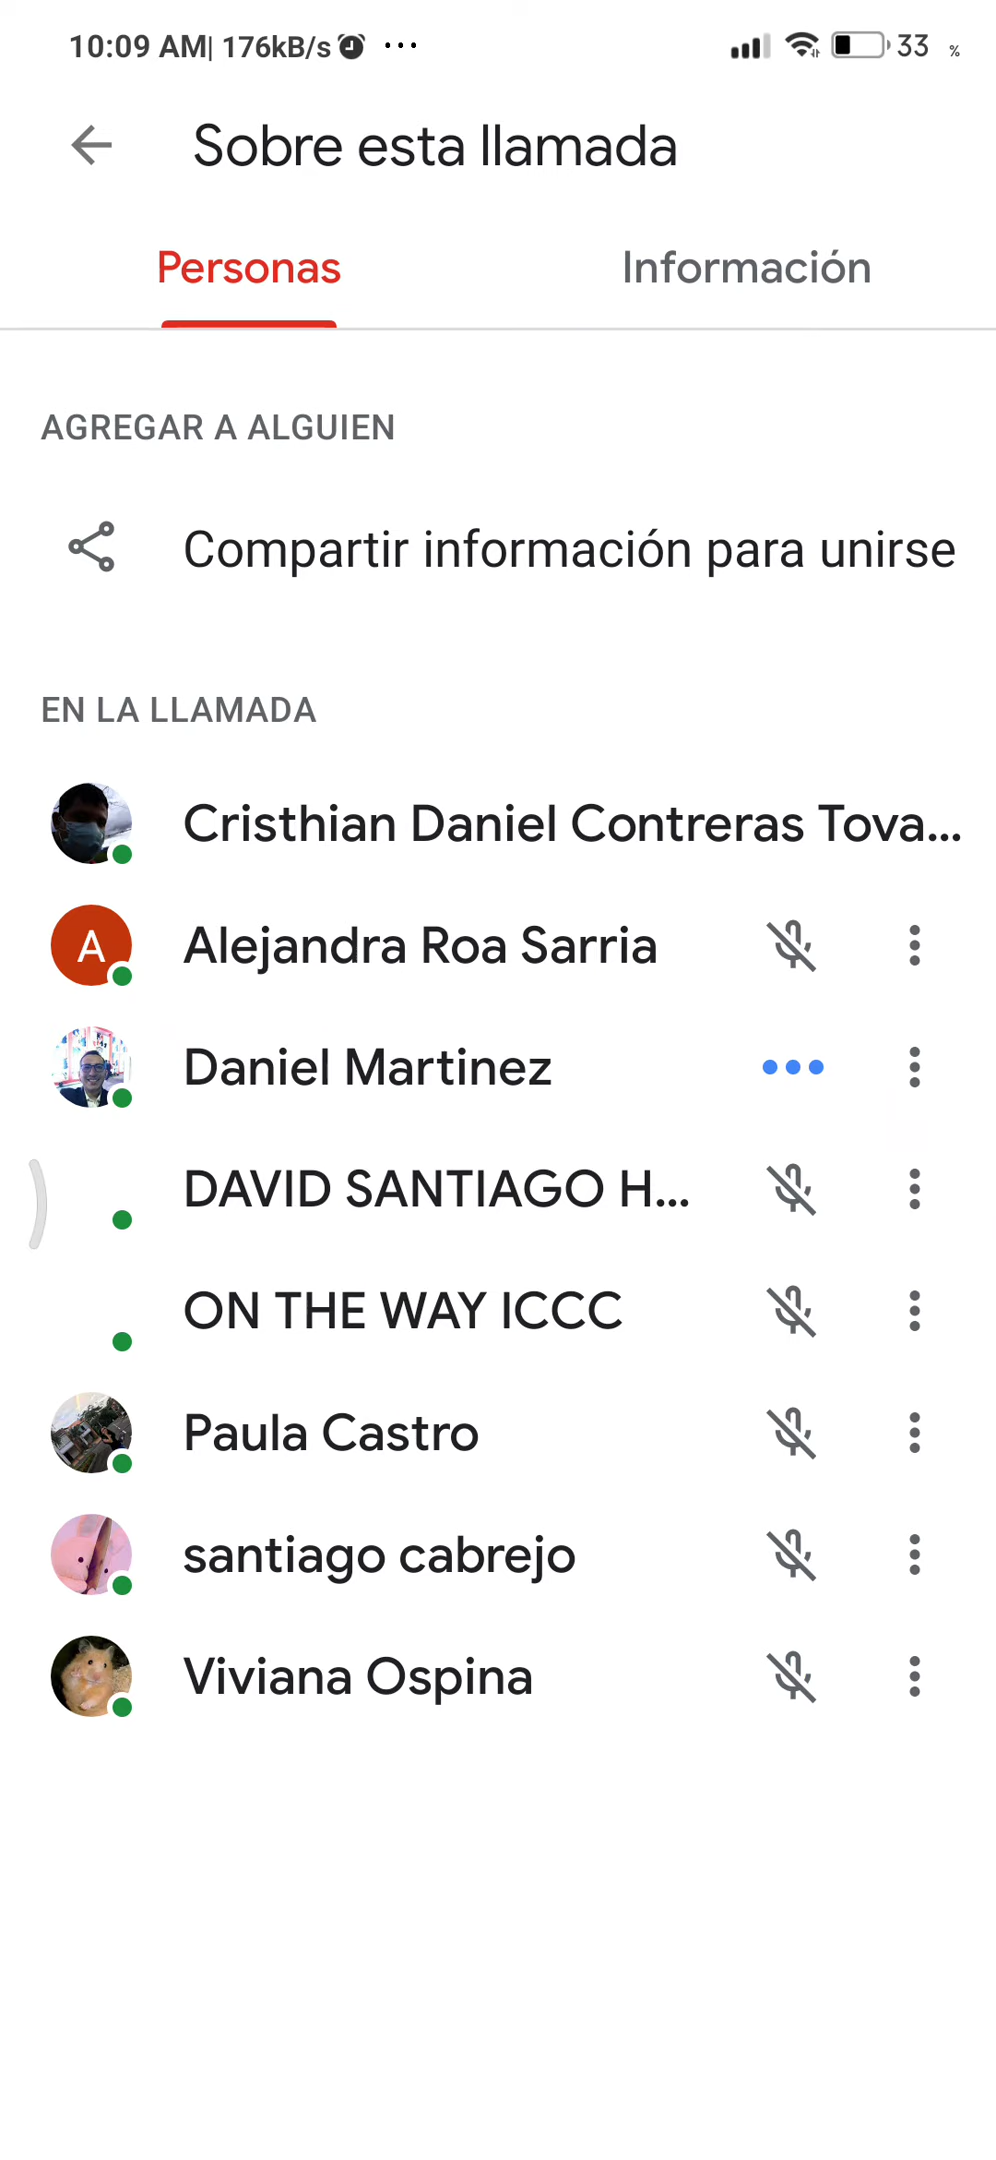 10:09 AM| 176kB/s ... 33 %
Sobre esta llamada
Personas Información
AGREGAR A ALGUIEN
Compartir información para unirse
EN LA LLAMADA
Cristhian Daniel Contreras Tova...
A Alejandra Roa Sarria
Daniel Martinez
DAVID SANTIAGO H...
ON THE WAY ICCC
Paula Castro
santiago cabrejo
Viviana Ospina